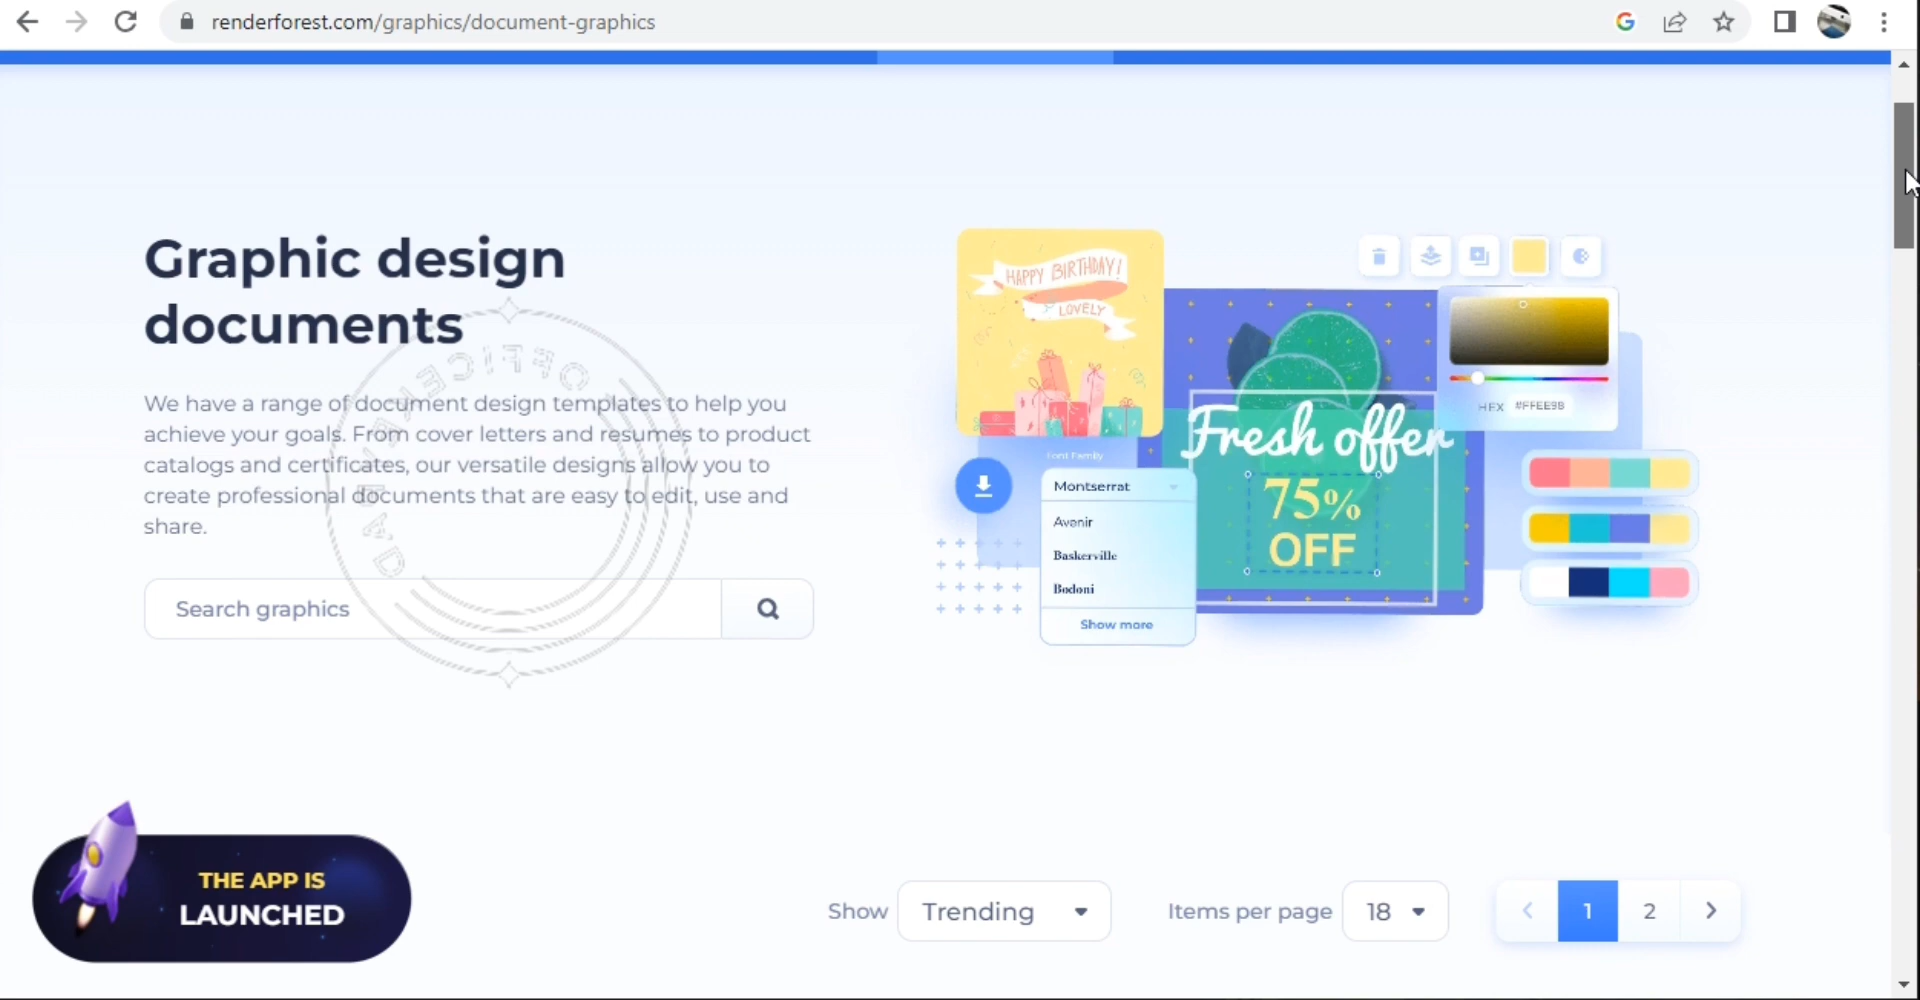 renderforest.com/graphics/document-graphics
Graphic design
documents
We have a range of document design templates to help you
achieve your goals. From cover letters and resumes to product
catalogs and certificates, our versatile designs allow you to
create professional documents that are easy to edit, use and
share.
Search graphics
HAPPY BIRTHDAY!
LOVELY
HEX #FFEE98
Fresh offer
75%
OFF
Font Family
Montserrat
Avenir
Baskerville
Bodoni
Show more
THE APP IS
LAUNCHED
Show Trending Items per page 18 1 2